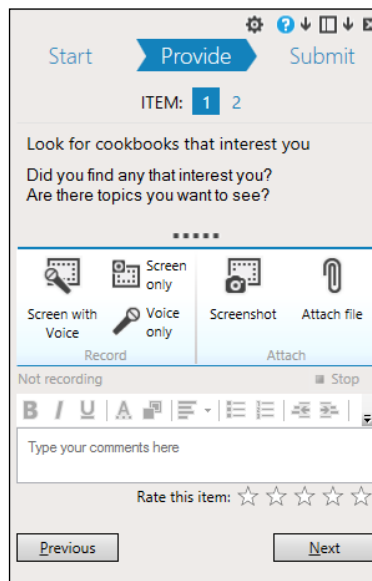 Start Provide Submit
ITEM: 1 2
Look for cookbooks that interest you
Did you find any that interest you?
Are there topics you want to see?
Screen with
Voice
Screen
only
Voice
only
Screenshot
Attach file
Record
Attach
Not recording
Stop
B I U A
Type your comments here
Rate this item:
Previous
Next